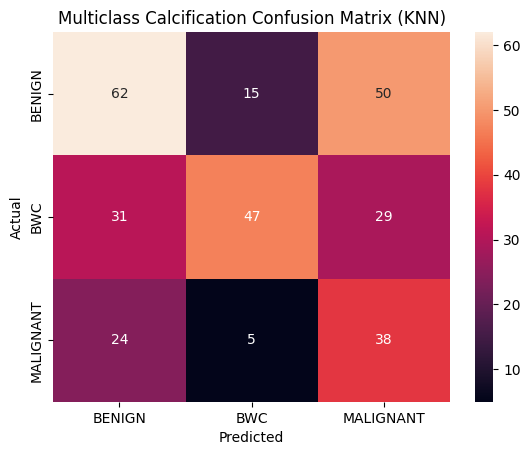 Multiclass Calcification Confusion Matrix (KNN)
BENIGN
62
15
50
BWC
31
47
29
MALIGNANT
24
5
38
Actual
BENIGN
BWC
MALIGNANT
Predicted
60
50
40
30
20
10